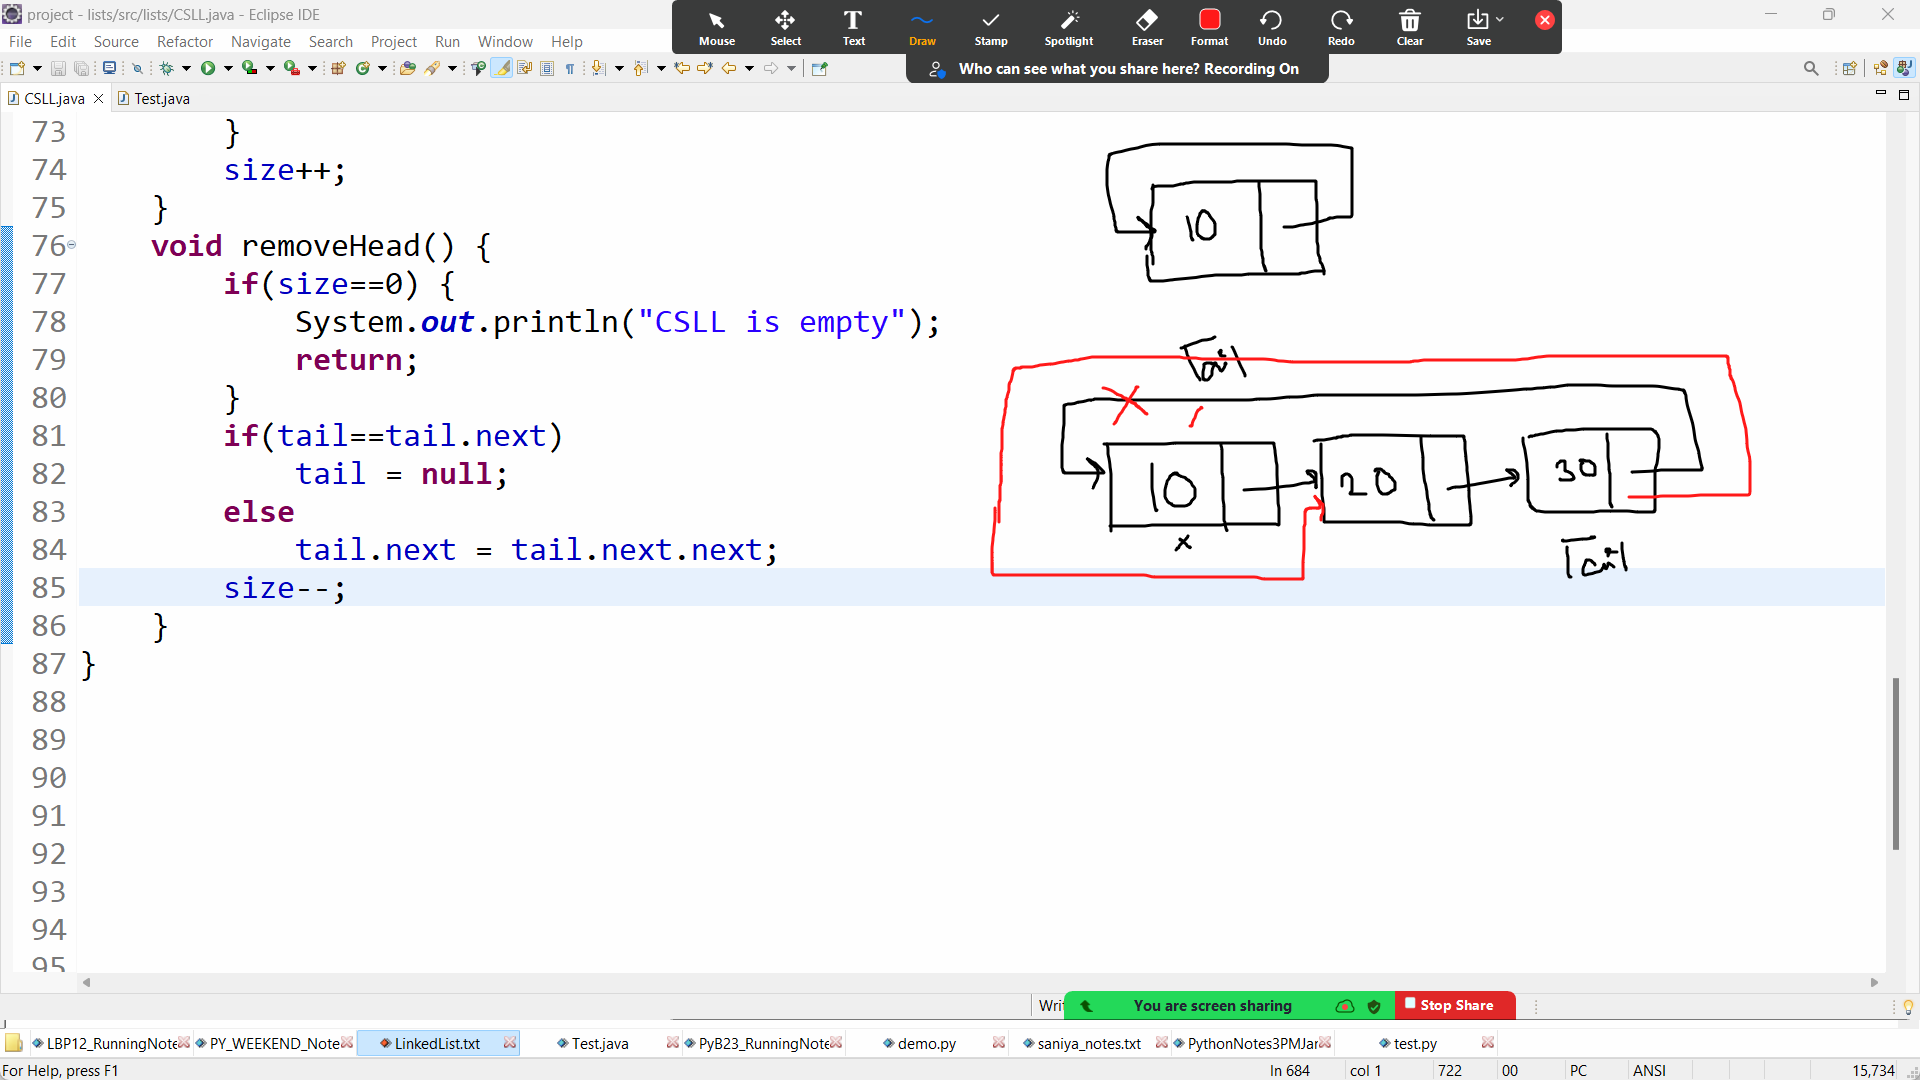 project - lists/src/lists/CSLL.java - Eclipse IDE
File Edit Source Refactor Navigate Search Project Run Window Help
Mouse Select Text Draw Stamp Spotlight Eraser Format Undo Redo Clear Save
Who can see what you share here? Recording On
CSLL.java Test.java
73 }
74 size++;
75 }
76 void removeHead() {
77 if(size==0) {
78 System.out.println("CSLL is empty");
79 return;
80 }
81 if(tail==tail.next)
82 tail = null;
83 else
84 tail.next = tail.next.next;
85 size--;
86 }
87 }
88
89
90
91
92
93
94
95
10
Tail
10 20 30
x
Tail
Writ
You are screen sharing Stop Share
LBP12_RunningNote PY_WEEKEND_Note LinkedList.txt Test.java PyB23_RunningNote demo.py saniya_notes.txt PythonNotes3PMJar test.py
For Help, press F1 ln 684 col 1 722 00 PC ANSI 15,734